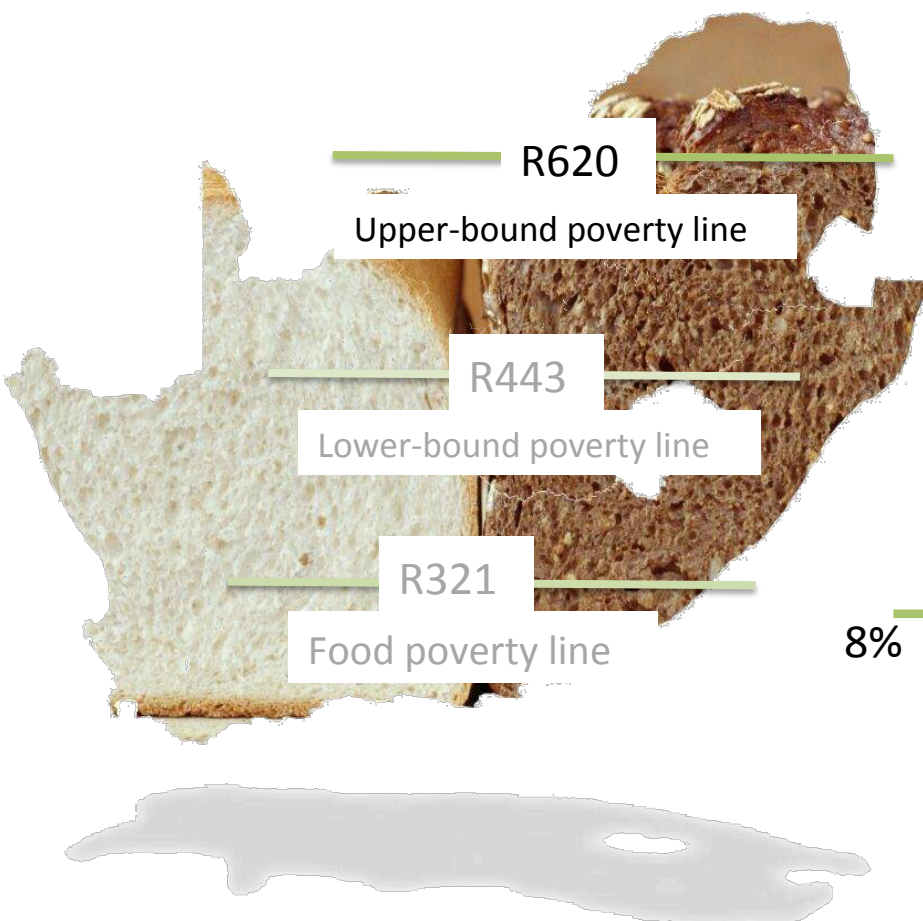 R620
Upper-bound poverty line
R443
Lower-bound poverty line
R321
Food poverty line
8%